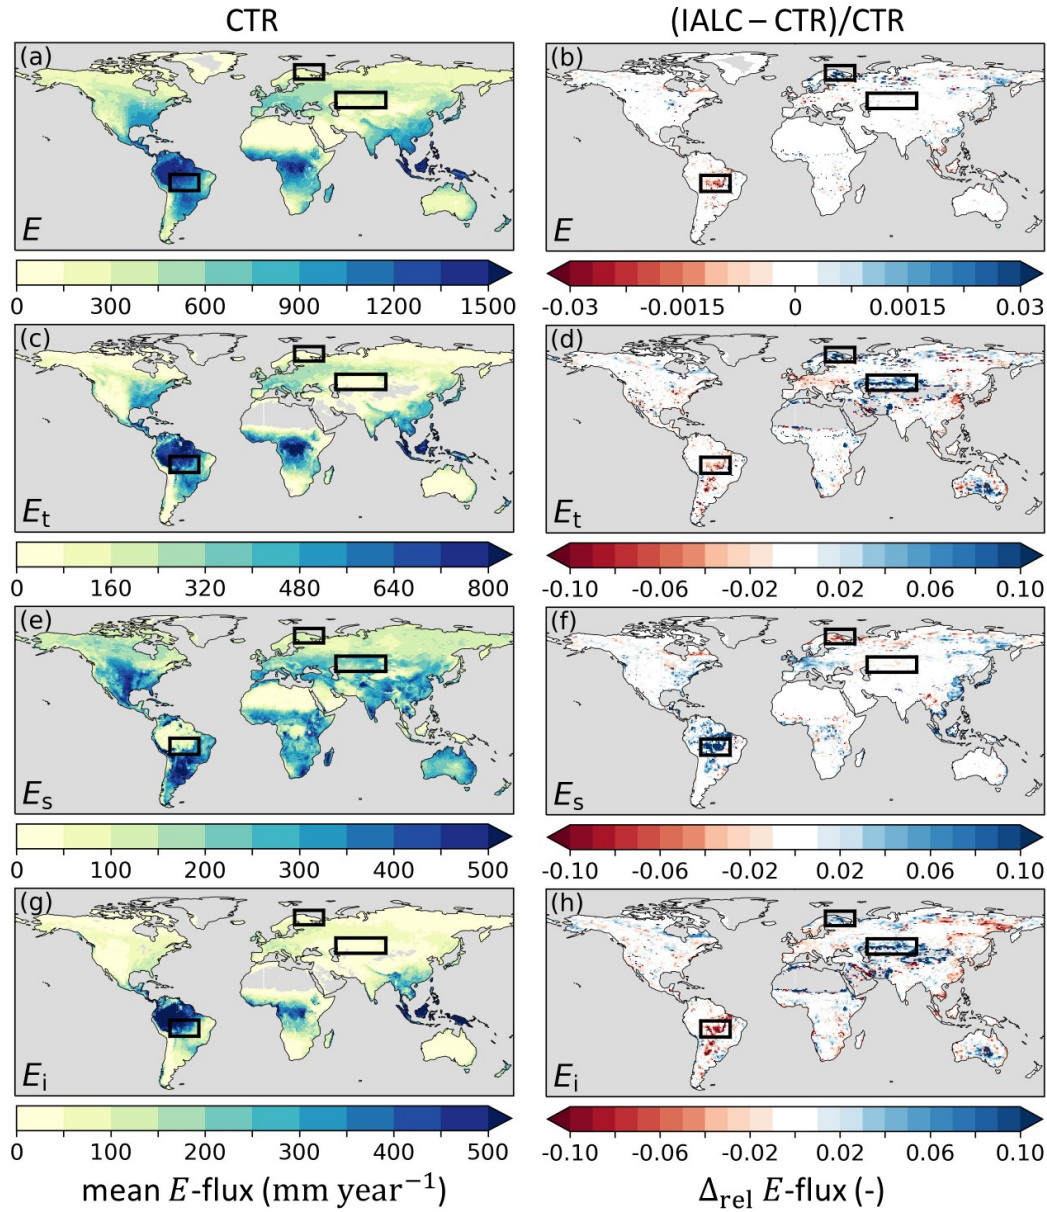 CTR
(IALC – CTR)/CTR
(a)
E
(b)
E
0 300 600 900 1200 1500
-0.03 -0.0015 0 0.0015 0.03
(c)
Et
(d)
Et
0 160 320 480 640 800
-0.10 -0.06 -0.02 0.02 0.06 0.10
(e)
Es
(f)
Es
0 100 200 300 400 500
-0.10 -0.06 -0.02 0.02 0.06 0.10
(g)
Ei
(h)
Ei
0 100 200 300 400 500
-0.10 -0.06 -0.02 0.02 0.06 0.10
mean E-flux (mm year⁻¹)
Δrel E-flux (-)